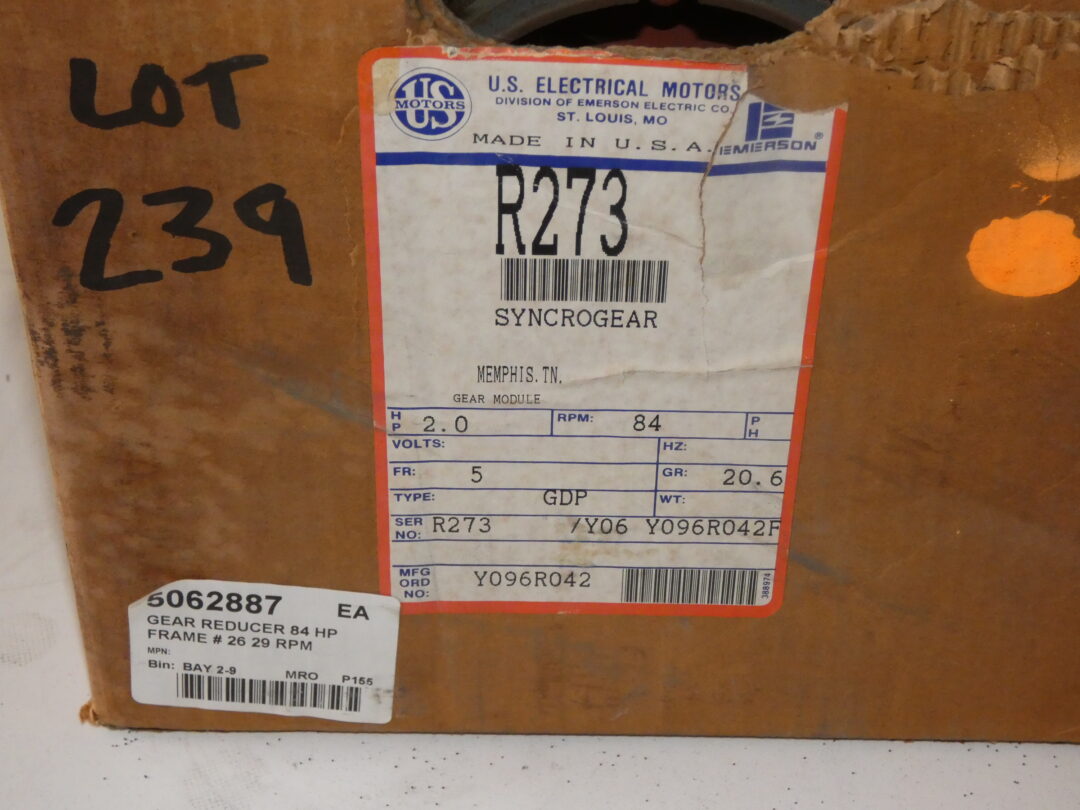 LOT
239
US
MOTORS
U.S. ELECTRICAL MOTORS
DIVISION OF EMERSON ELECTRIC CO.
ST. LOUIS, MO
MADE IN U.S.A.
EMERSON®
R273
SYNCROGEAR
MEMPHIS.TN.
GEAR MODULE
HP 2.0 RPM: 84 PH
VOLTS: HZ:
FR: 5 GR: 20.6
TYPE: GDP WT:
SER NO: R273 /Y06 Y096R042F
MFG ORD NO: Y096R042
388974
5062887 EA
GEAR REDUCER 84 HP
FRAME # 26 29 RPM
MPN:
Bin: BAY 2-9 MRO P155